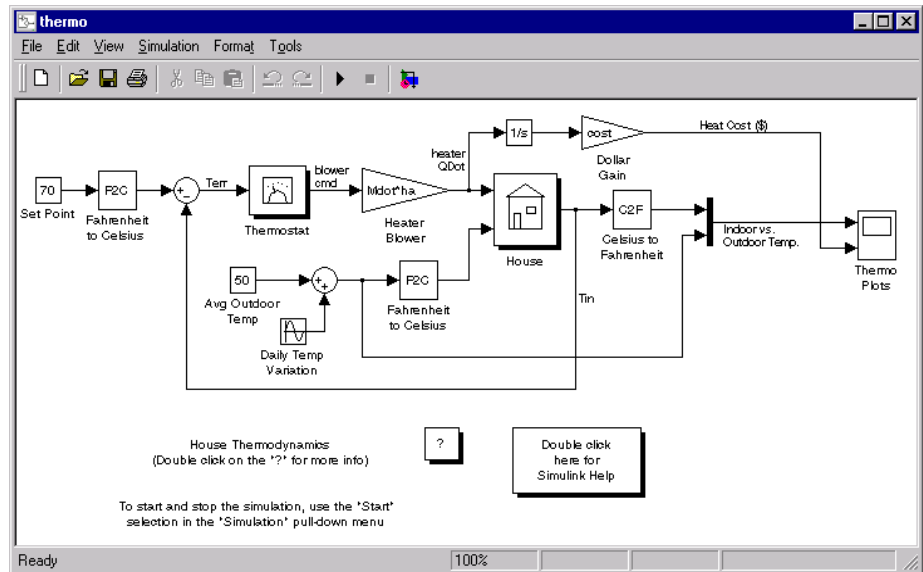 thermo
File Edit View Simulation Format Tools
Heat Cost ($)
1/s
cost
heater
QDot
Dollar
Gain
blower
cmd
Terr
70
F2C
+
-
Mdot*ha
C2F
Set Point
Fahrenheit
to Celsius
Thermostat
Heater
Blower
House
Celsius to
Fahrenheit
Indoor vs.
Outdoor Temp.
Thermo
Plots
50
+
+
F2C
Avg Outdoor
Temp
Fahrenheit
to Celsius
Tin
Daily Temp
Variation
House Thermodynamics
(Double click on the "?" for more info)
?
Double click
here for
Simulink Help
To start and stop the simulation, use the "Start"
selection in the "Simulation" pull-down menu
Ready
100%